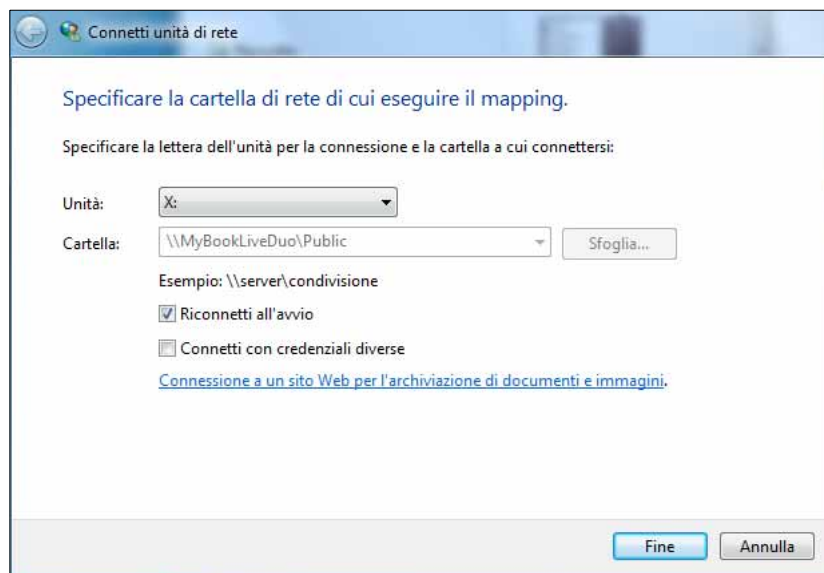 Connetti unità di rete
Specificare la cartella di rete di cui eseguire il mapping.
Specificare la lettera dell'unità per la connessione e la cartella a cui connettersi:
Unità: X:
Cartella: \\MyBookLiveDuo\Public Sfoglia...
Esempio: \\server\condivisione
Riconnetti all'avvio
Connetti con credenziali diverse
Connessione a un sito Web per l'archiviazione di documenti e immagini.
Fine Annulla